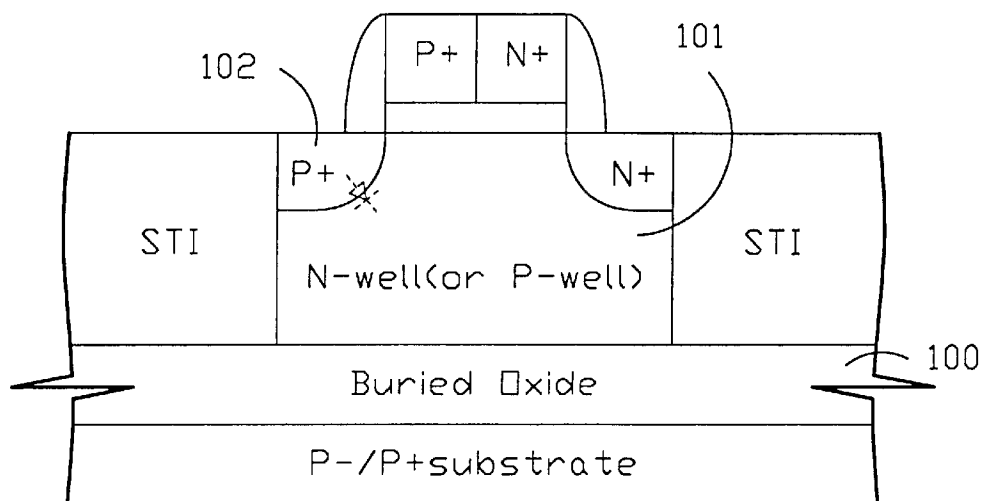 101
P+ N+
102
P+ N+
STI STI
N-well(or P-well)
100
Buried Oxide
P-/P+substrate